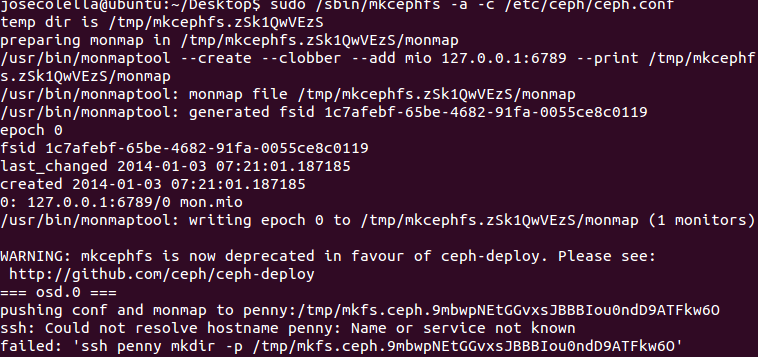 josecolella@ubuntu:~/Desktop$ sudo /sbin/mkcephfs -a -c /etc/ceph/ceph.conf
temp dir is /tmp/mkcephfs.zSk1QwVEzS
preparing monmap in /tmp/mkcephfs.zSk1QwVEzS/monmap
/usr/bin/monmaptool --create --clobber --add mio 127.0.0.1:6789 --print /tmp/mkcephf
s.zSk1QwVEzS/monmap
/usr/bin/monmaptool: monmap file /tmp/mkcephfs.zSk1QwVEzS/monmap
/usr/bin/monmaptool: generated fsid 1c7afebf-65be-4682-91fa-0055ce8c0119
epoch 0
fsid 1c7afebf-65be-4682-91fa-0055ce8c0119
last_changed 2014-01-03 07:21:01.187185
created 2014-01-03 07:21:01.187185
0: 127.0.0.1:6789/0 mon.mio
/usr/bin/monmaptool: writing epoch 0 to /tmp/mkcephfs.zSk1QwVEzS/monmap (1 monitors)
WARNING: mkcephfs is now deprecated in favour of ceph-deploy. Please see:
http://github.com/ceph/ceph-deploy
=== osd.0 ===
pushing conf and monmap to penny:/tmp/mkfs.ceph.9mbwpNEtGGvxsJBBBIou0ndD9ATFkw6O
ssh: Could not resolve hostname penny: Name or service not known
failed: 'ssh penny mkdir -p /tmp/mkfs.ceph.9mbwpNEtGGvxsJBBBIou0ndD9ATFkw6O'